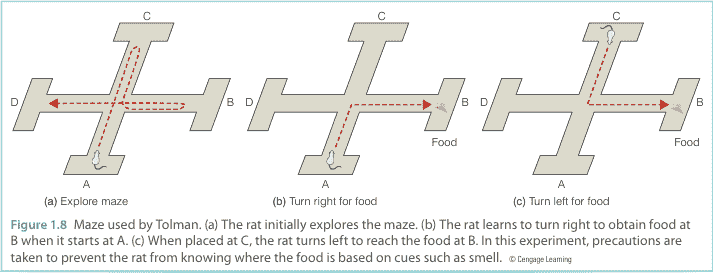 C
D
B
A
(a) Explore maze
C
D
B
Food
A
(b) Turn right for food
C
D
B
Food
A
(c) Turn left for food
Figure 1.8 Maze used by Tolman. (a) The rat initially explores the maze. (b) The rat learns to turn right to obtain food at
B when it starts at A. (c) When placed at C, the rat turns left to reach the food at B. In this experiment, precautions are
taken to prevent the rat from knowing where the food is based on cues such as smell. © Cengage Learning